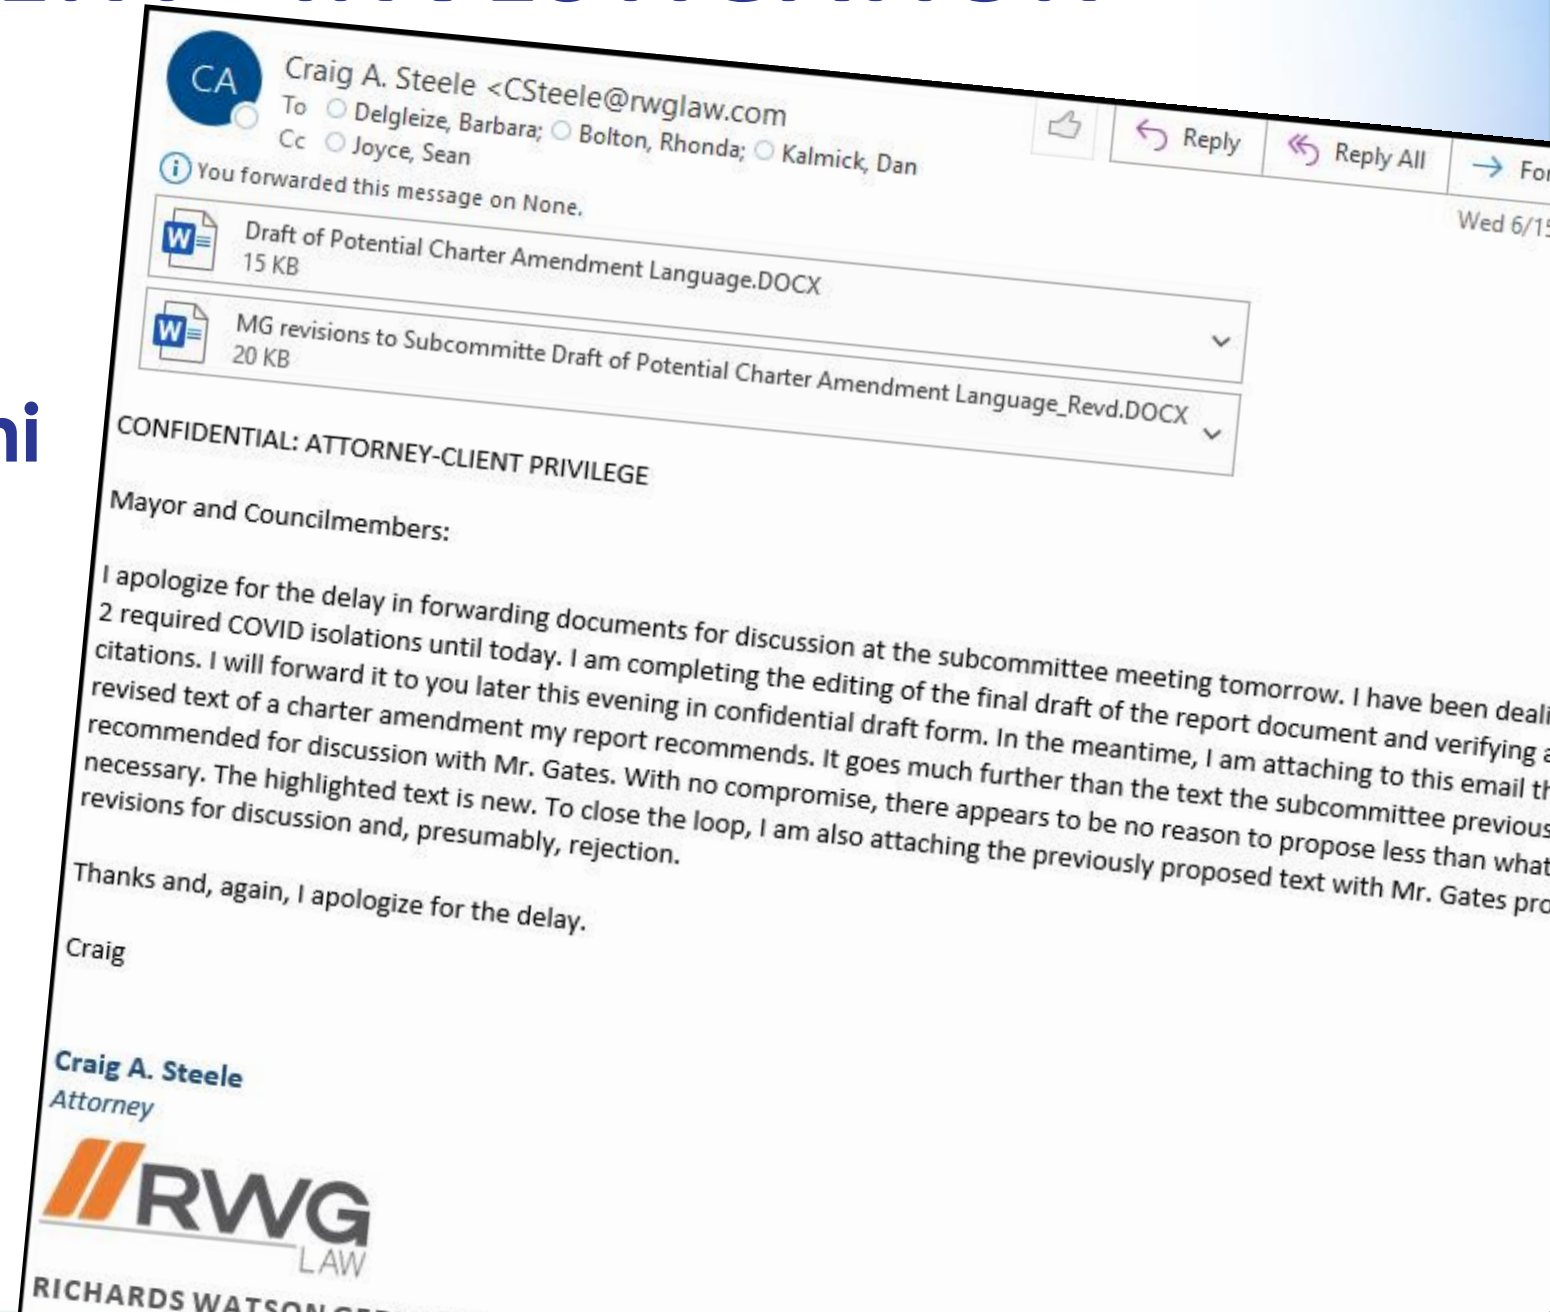 ni
CA
Craig A. Steele <CSteele@rwglaw.com
To Delgleize, Barbara; Bolton, Rhonda; Kalmick, Dan
Cc Joyce, Sean
Reply
Reply All
You forwarded this message on None.
Wed 6/15
W
Draft of Potential Charter Amendment Language.DOCX
15 KB
W
MG revisions to Subcommitte Draft of Potential Charter Amendment Language_Revd.DOCX
20 KB
CONFIDENTIAL: ATTORNEY-CLIENT PRIVILEGE
Mayor and Councilmembers:
I apologize for the delay in forwarding documents for discussion at the subcommittee meeting tomorrow. I have been
2 required COVID isolations until today. I am completing the editing of the final draft of the report document and verifying
citations. I will forward it to you later this evening in confidential draft form. In the meantime, I am attaching to this email
revised text of a charter amendment my report recommends. It goes much further than the text the subcommittee
recommended for discussion with Mr. Gates. With no compromise, there appears to be no reason to propose less than what
necessary. The highlighted text is new. To close the loop, I am also attaching the previously proposed text with Mr. Gates
revisions for discussion and, presumably, rejection.
Thanks and, again, I apologize for the delay.
Craig
Craig A. Steele
Attorney
RWG
LAW
RICHARDS WATSON